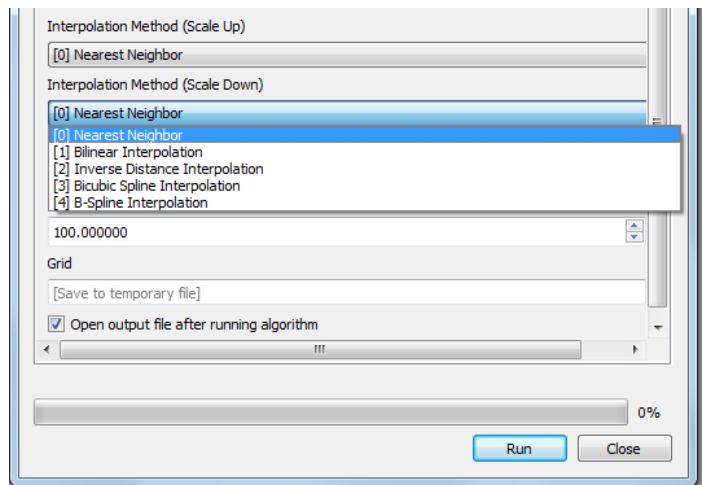 Interpolation Method (Scale Up)
[0] Nearest Neighbor
Interpolation Method (Scale Down)
[0] Nearest Neighbor
[0] Nearest Neighbor
[1] Bilinear Interpolation
[2] Inverse Distance Interpolation
[3] Bicubic Spline Interpolation
[4] B-Spline Interpolation
100.000000
Grid
[Save to temporary file]
Open output file after running algorithm
0%
Run Close